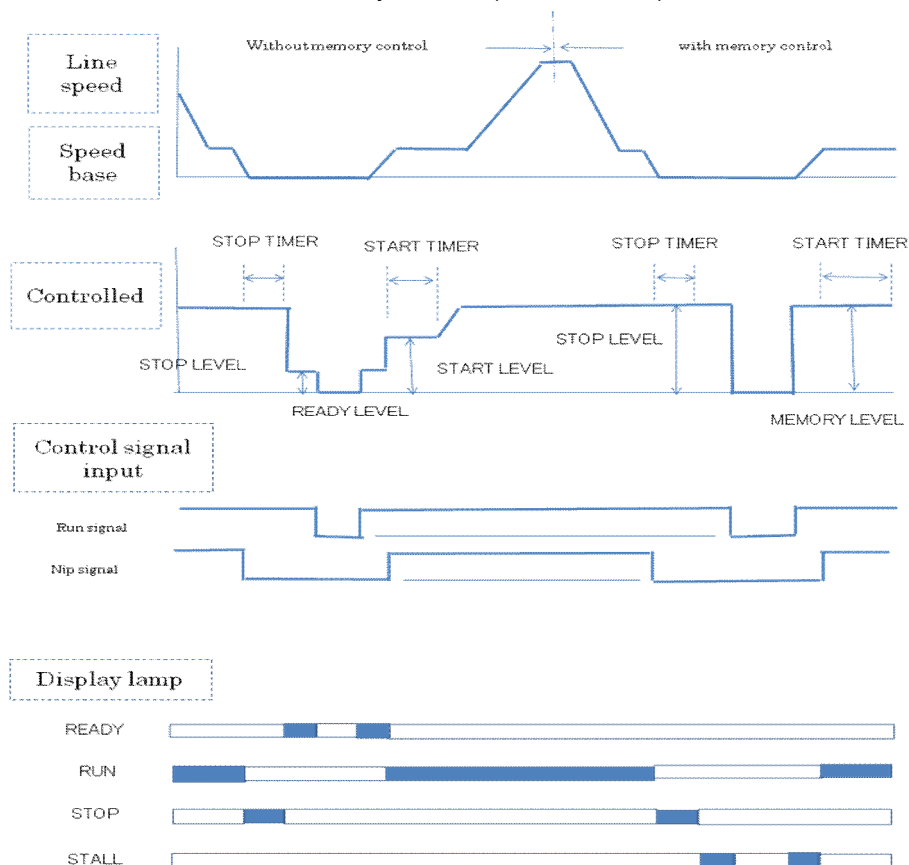 Without memory control
with memory control
Line
speed
Speed
base
STOP TIMER
START TIMER
STOP TIMER
START TIMER
Controlled
STOP LEVEL
START LEVEL
STOP LEVEL
READY LEVEL
MEMORY LEVEL
Control signal
input
Run signal
Nip signal
Display lamp
READY
RUN
STOP
STALL